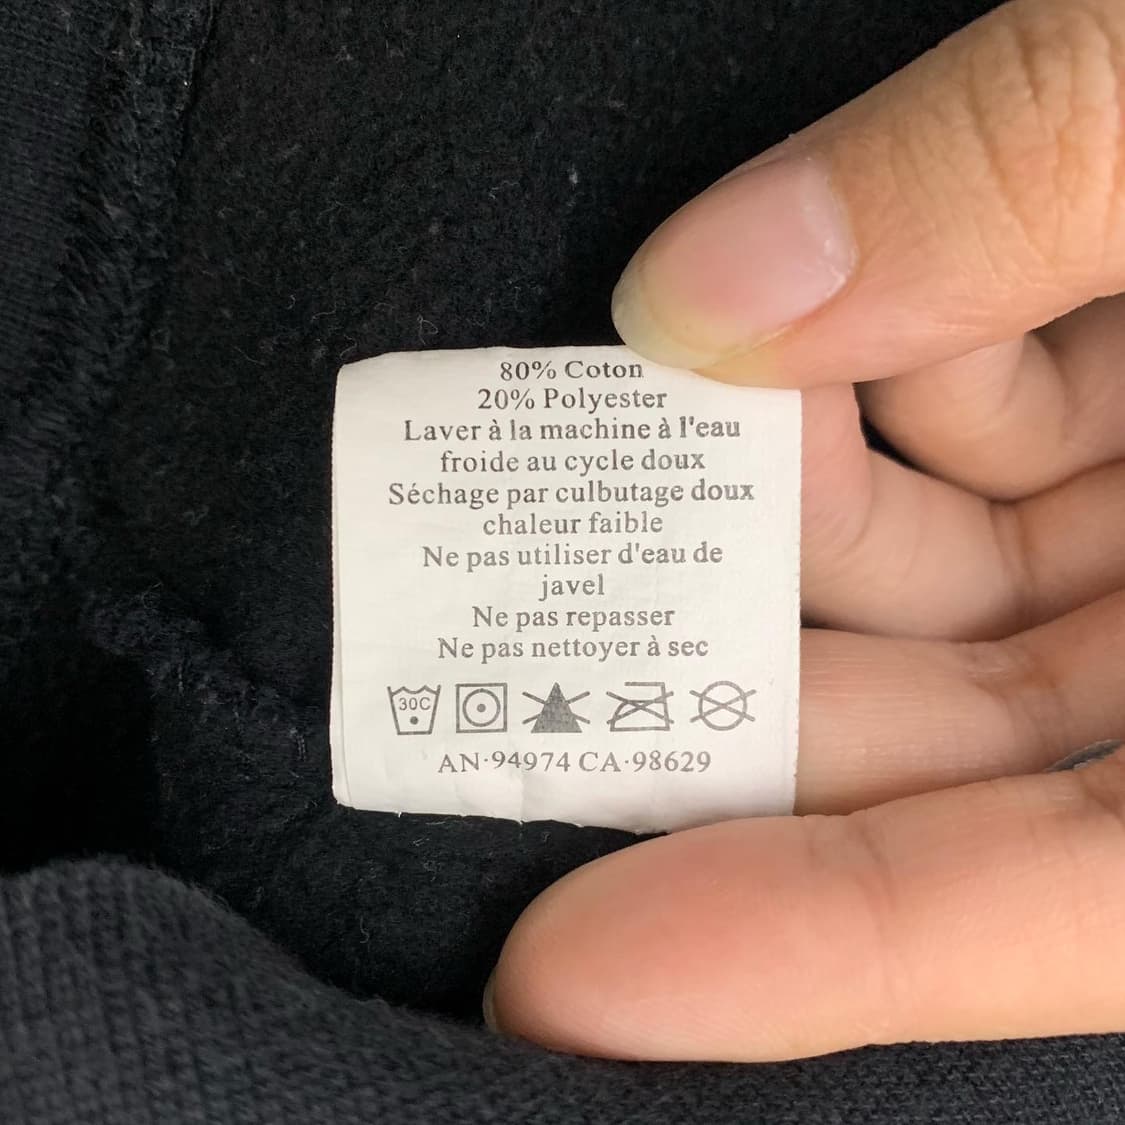 80% Coton
20% Polyester
Laver à la machine à l'eau
froide au cycle doux
Séchage par culbutage doux
chaleur faible
Ne pas utiliser d'eau de
javel
Ne pas repasser
Ne pas nettoyer à sec
30C
AN·94974 CA·98629